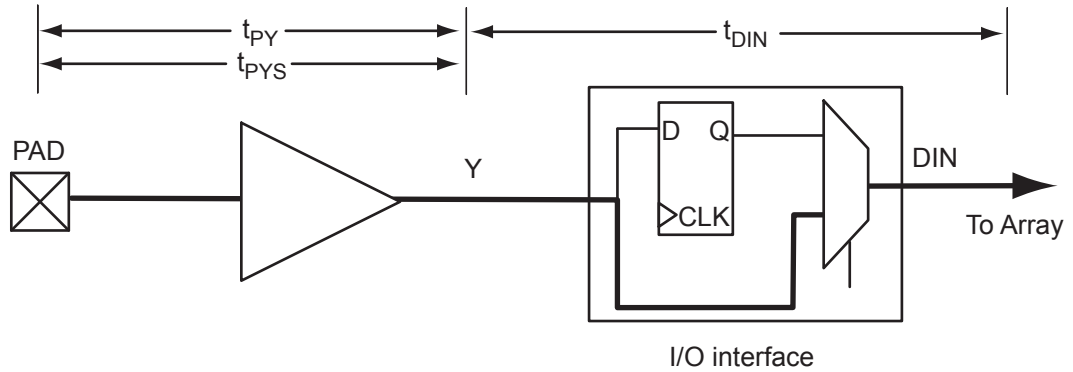 tPY
tDIN
tPYS
PAD
Y
D Q
CLK
DIN
To Array
I/O interface